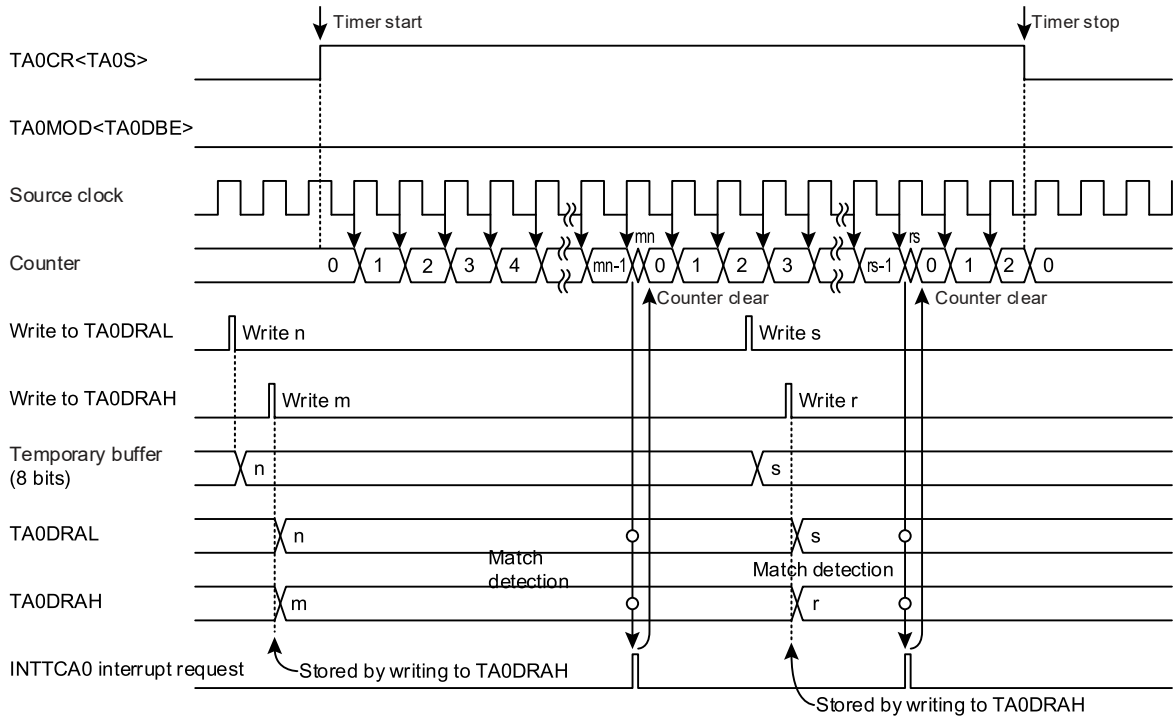 Timer start
Timer stop
TA0CR<TA0S>
TA0MOD<TA0DBE>
Source clock
mn
rs
Counter
0 1 2 3 4 mn-1 0 1 2 3 rs-1 0 1 2 0
Counter clear
Counter clear
Write to TA0DRAL
Write n
Write s
Write to TA0DRAH
Write m
Write r
Temporary buffer
(8 bits)
n
s
TA0DRAL
n
s
Match
detection
Match detection
TA0DRAH
m
r
INTTCA0 interrupt request
Stored by writing to TA0DRAH
Stored by writing to TA0DRAH